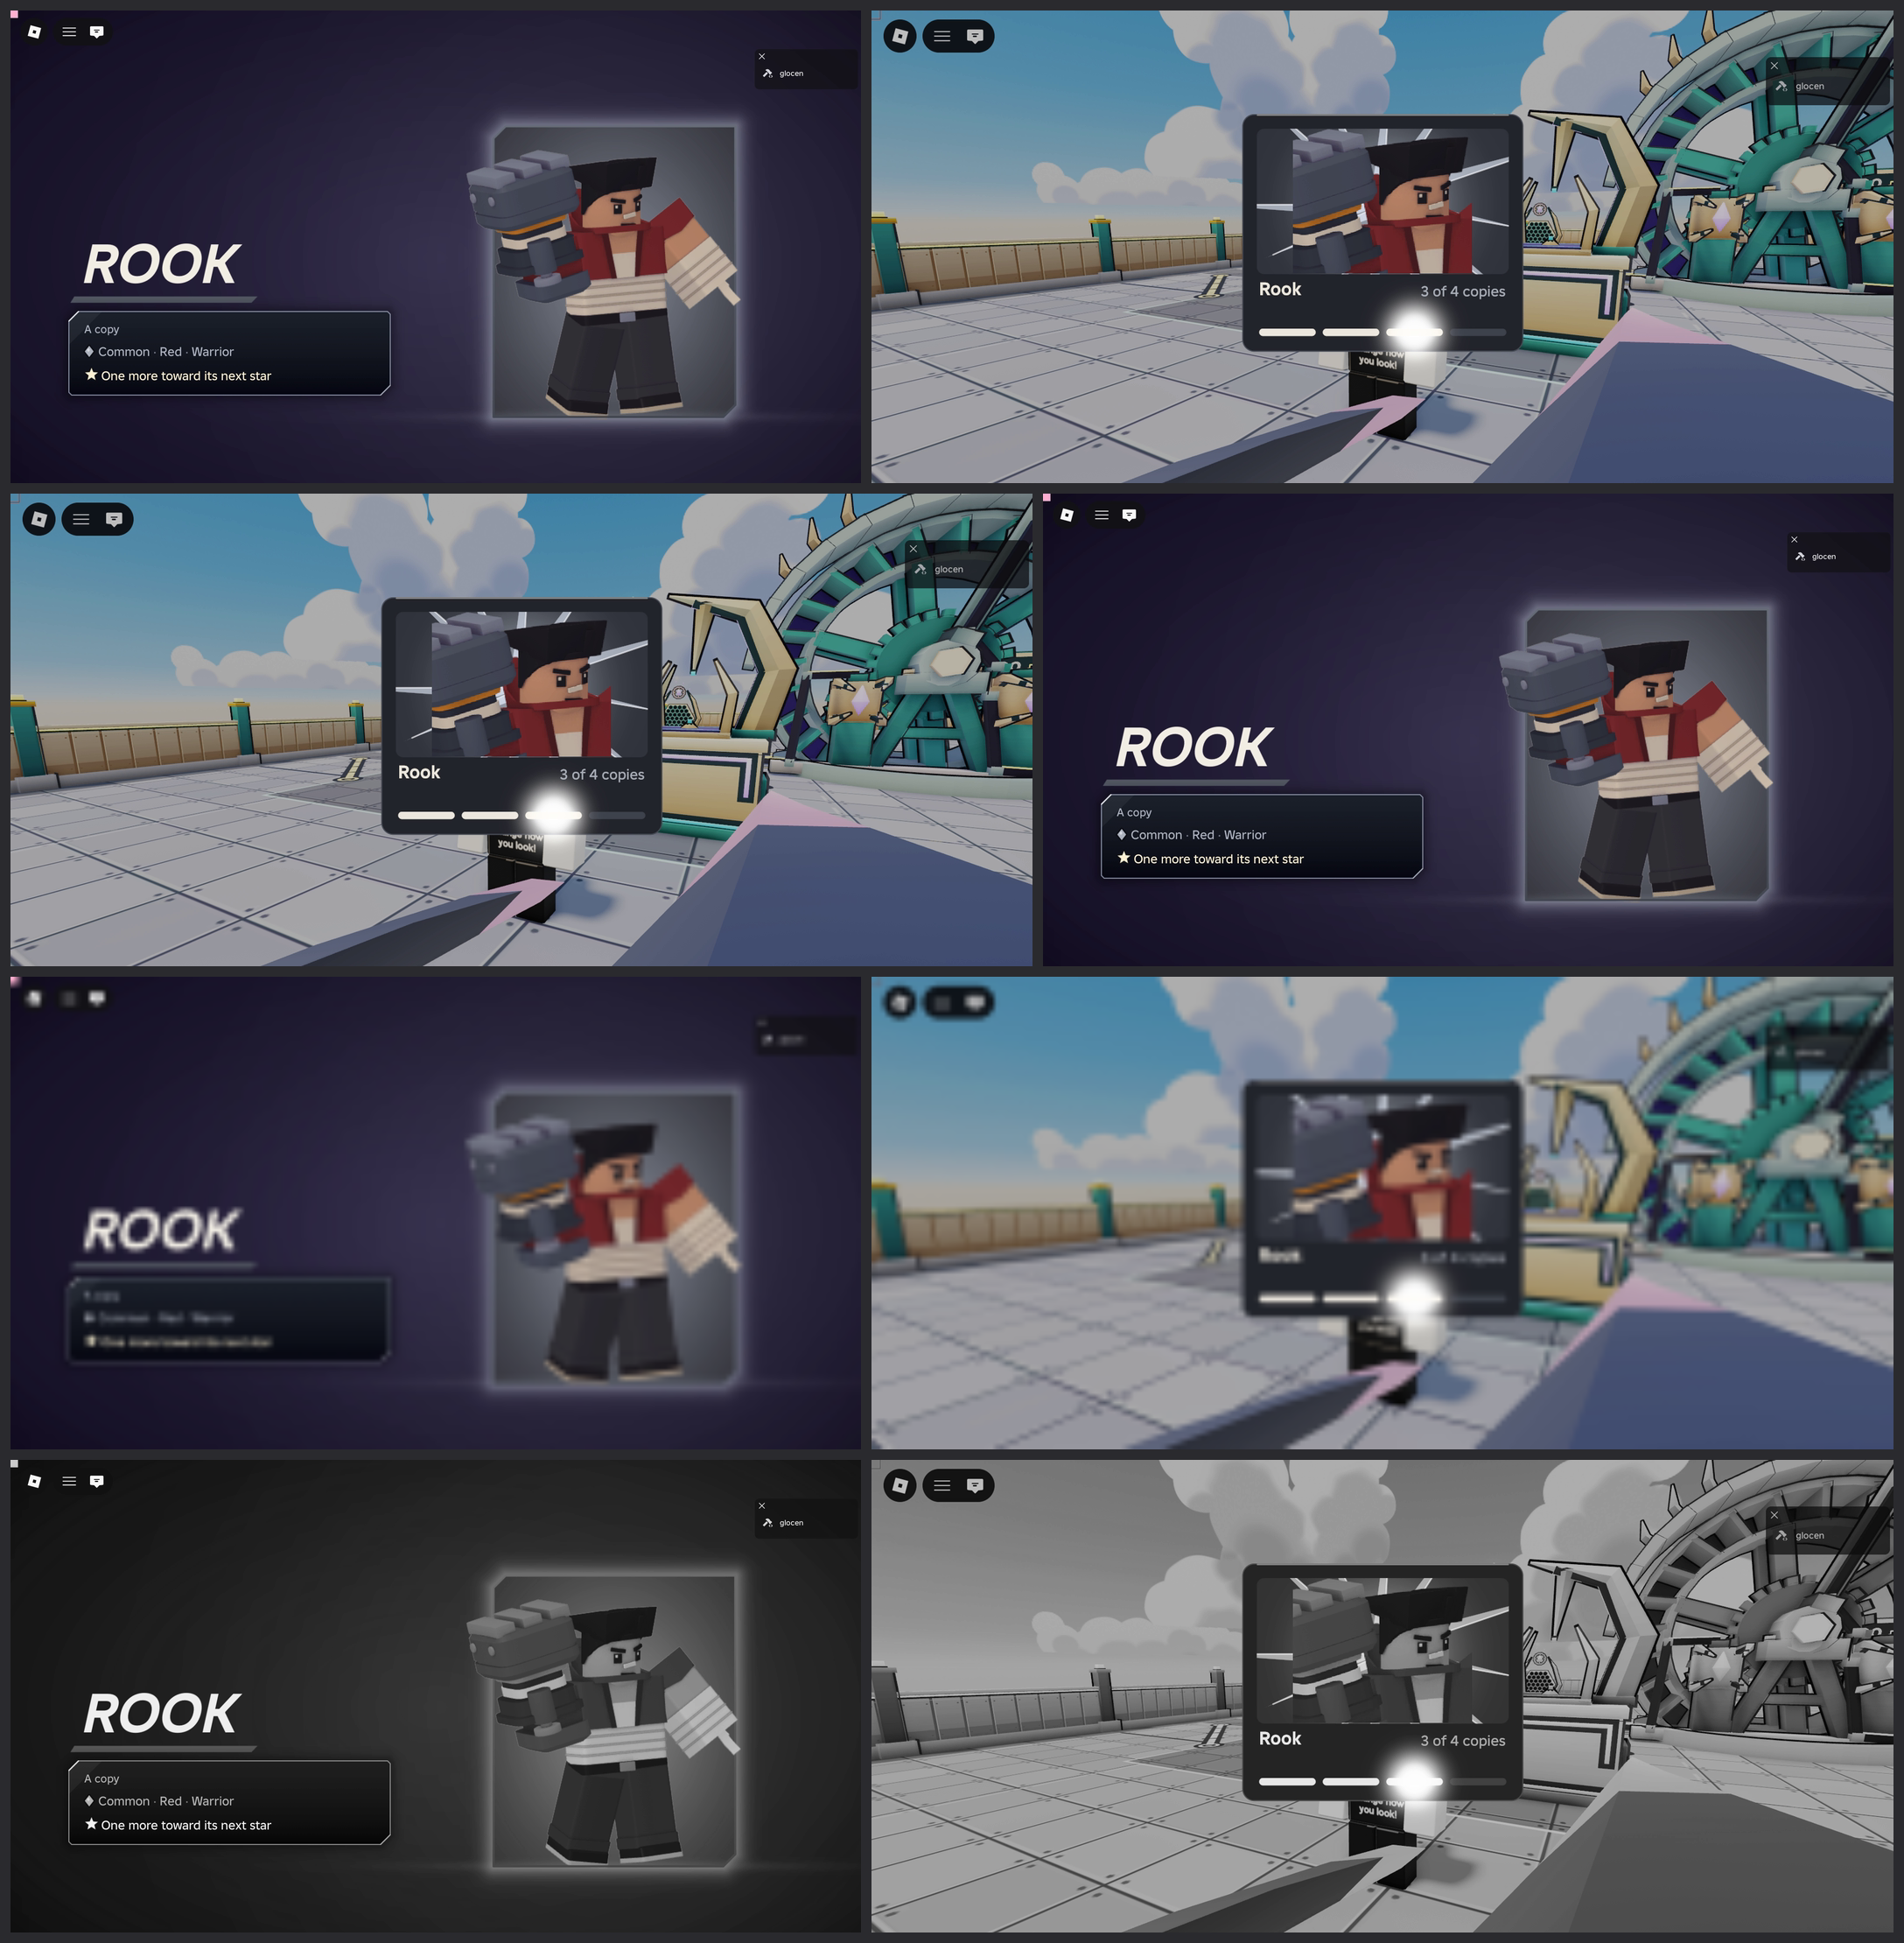 glocen
ROOK
A copy
Common · Red · Warrior
One more toward its next star
glocen
Rook
3 of 4 copies
you look!
glocen
Rook
3 of 4 copies
you look!
glocen
ROOK
A copy
Common · Red · Warrior
One more toward its next star
ROOK
Rook
glocen
ROOK
A copy
Common · Red · Warrior
One more toward its next star
glocen
Rook
3 of 4 copies
you look!